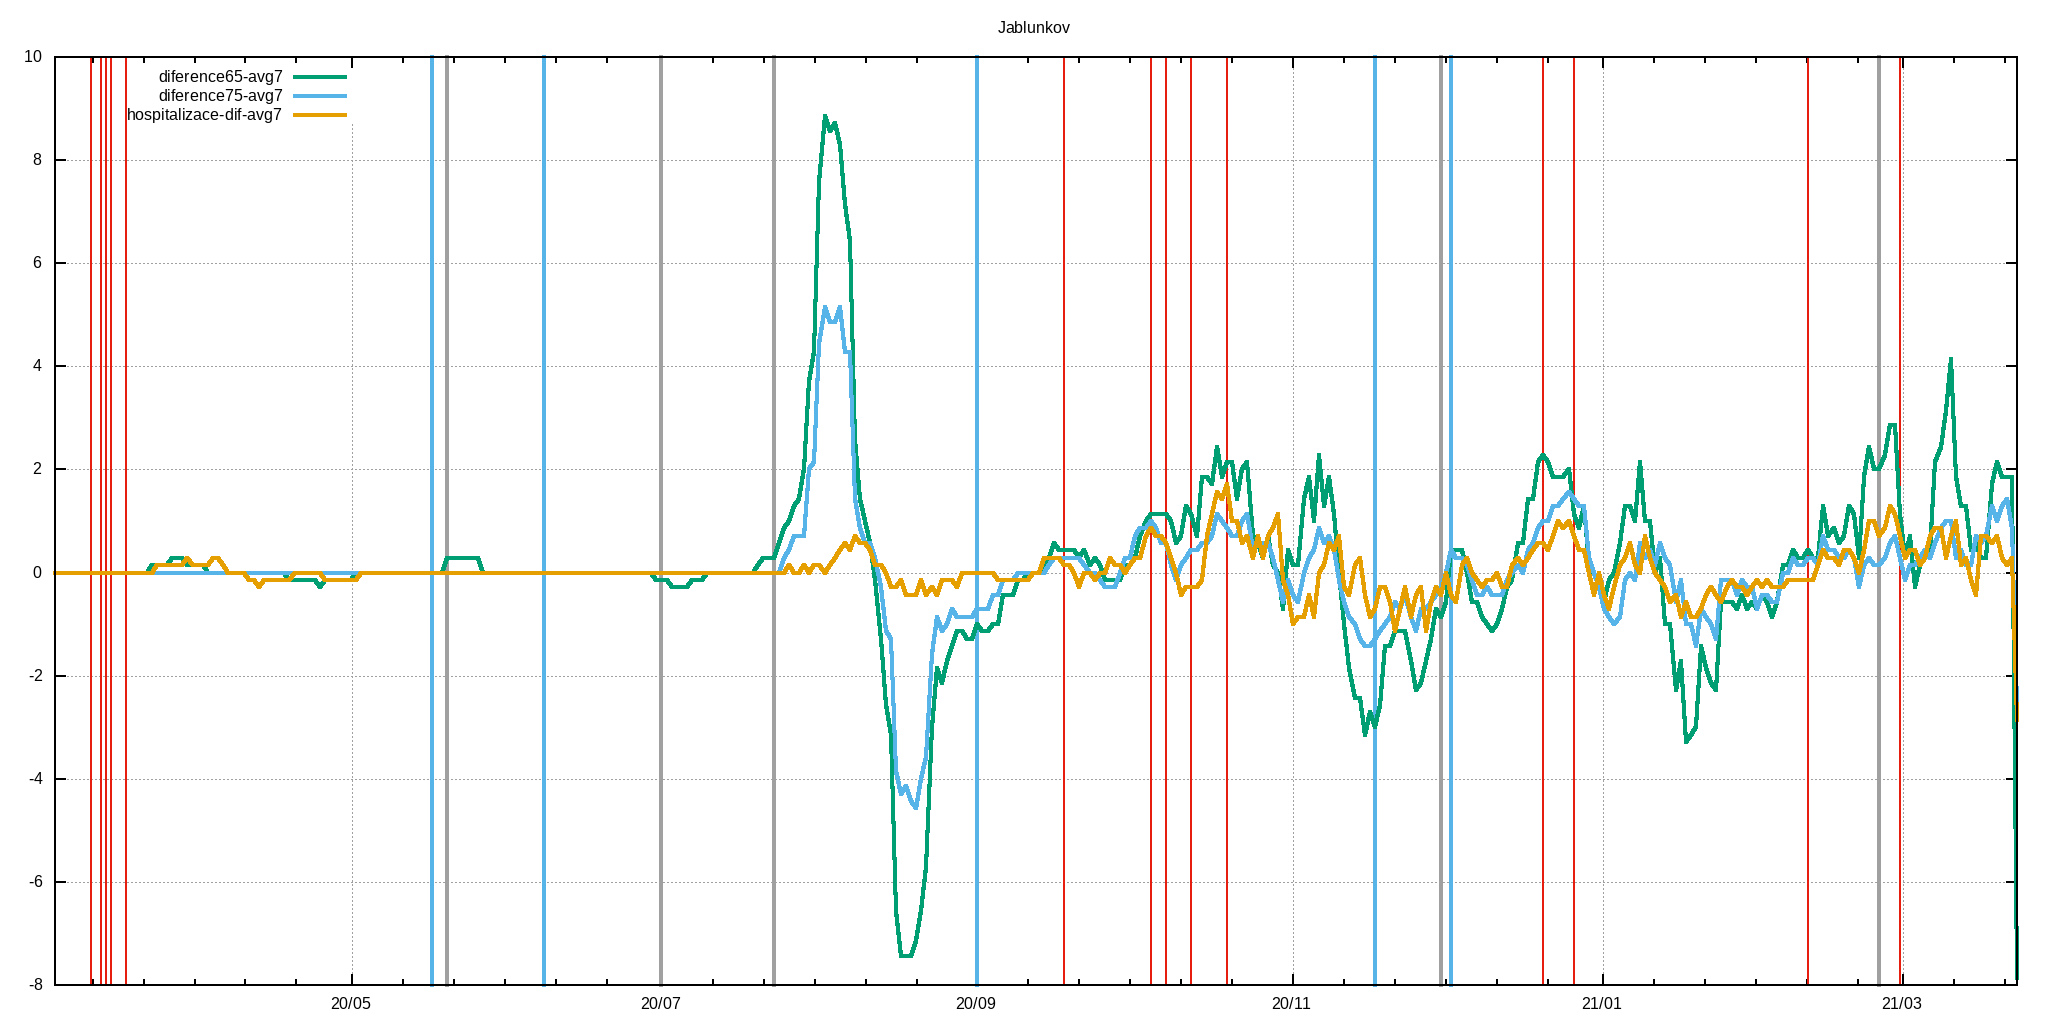 Jablunkov
10
diference65-avg7
diference75-avg7
hospitalizace-dif-avg7
8
6
4
2
0
-2
-4
-6
-8
20/05 20/07 20/09 20/11 21/01 21/03